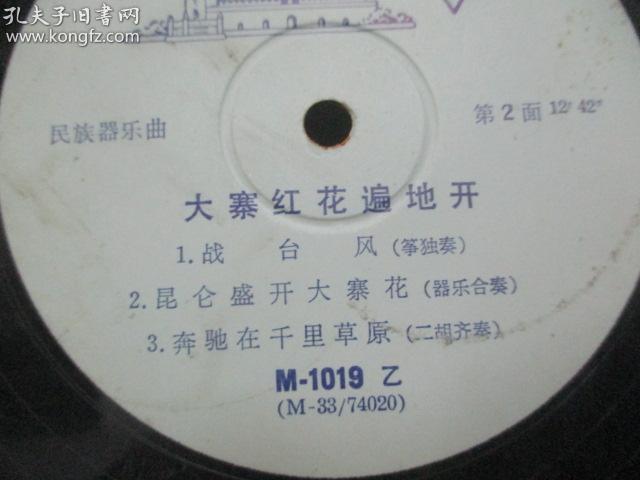 孔夫子旧书网
kongfz.com
民族器乐曲
第2面 12′ 42″
大寨红花遍地开
1.战台风(筝独奏)
2.昆仑盛开大寨花(器乐合奏)
3.奔驰在千里草原(二胡齐奏)
M-1019 乙
(M-33/74020)